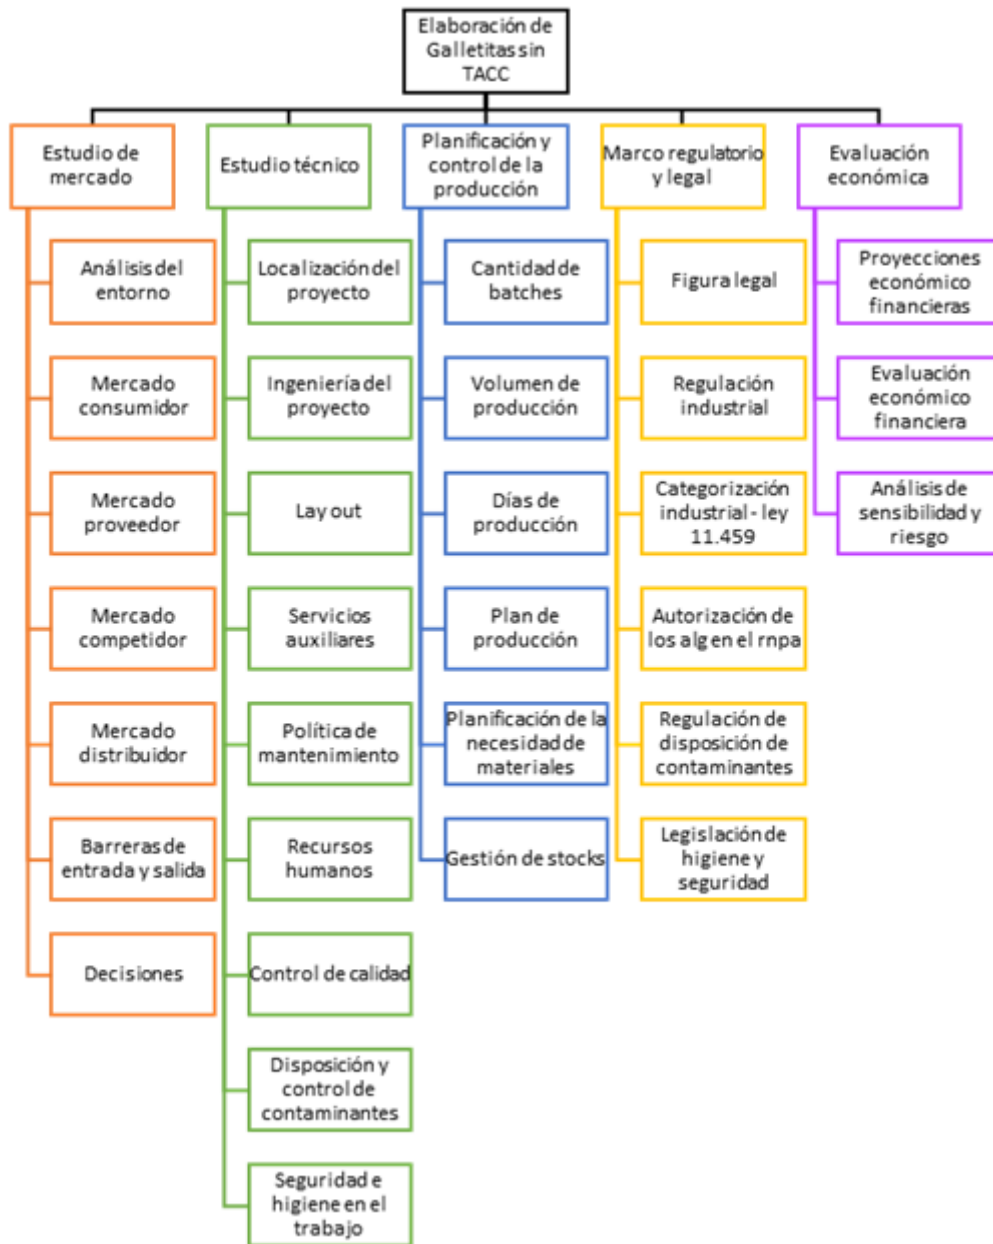 Elaboración de
Galletitas sin
TACC
Estudio de
mercado
Estudio técnico
Planificación y
control de la
producción
Marco regulatorio
y legal
Evaluación
económica
Análisis del
entorno
Mercado
consumidor
Mercado
proveedor
Mercado
competidor
Mercado
distribuidor
Barreras de
entrada y salida
Decisiones
Localización del
proyecto
Ingeniería del
proyecto
Lay out
Servicios
auxiliares
Política de
mantenimiento
Recursos
humanos
Control de calidad
Disposición y
control de
contaminantes
Seguridad e
higiene en el
trabajo
Cantidad de
batches
Volumen de
producción
Días de
producción
Plan de
producción
Planificación de la
necesidad de
materiales
Gestión de stocks
Figura legal
Regulación
industrial
Categorización
industrial - ley
11.459
Autorización de
los alg en el rnpa
Regulación de
disposición de
contaminantes
Legislación de
higiene y
seguridad
Proyecciones
económico
financieras
Evaluación
económico
financiera
Análisis de
sensibilidad y
riesgo